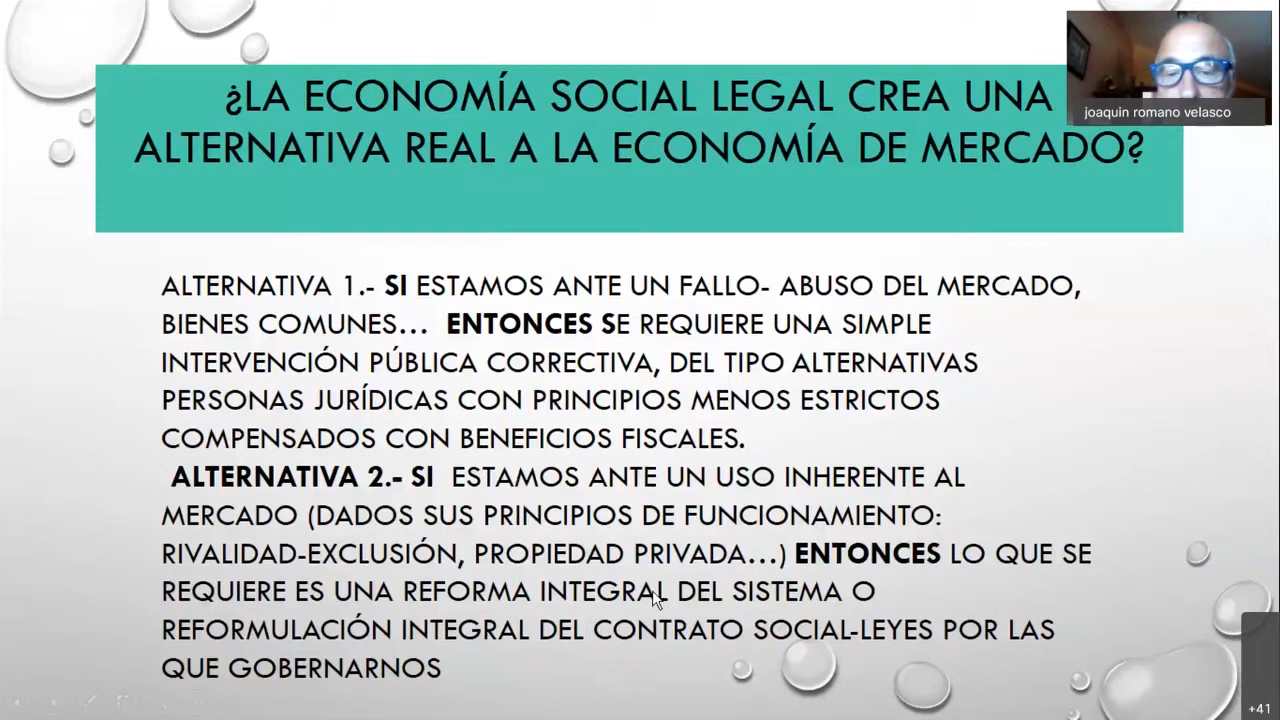 ¿LA ECONOMÍA SOCIAL LEGAL CREA UNA
ALTERNATIVA REAL A LA ECONOMÍA DE MERCADO?
joaquin romano velasco
ALTERNATIVA 1.- SI ESTAMOS ANTE UN FALLO- ABUSO DEL MERCADO,
BIENES COMUNES... ENTONCES SE REQUIERE UNA SIMPLE
INTERVENCIÓN PÚBLICA CORRECTIVA, DEL TIPO ALTERNATIVAS
PERSONAS JURÍDICAS CON PRINCIPIOS MENOS ESTRICTOS
COMPENSADOS CON BENEFICIOS FISCALES.
ALTERNATIVA 2.- SI ESTAMOS ANTE UN USO INHERENTE AL
MERCADO (DADOS SUS PRINCIPIOS DE FUNCIONAMIENTO:
RIVALIDAD-EXCLUSIÓN, PROPIEDAD PRIVADA...) ENTONCES LO QUE SE
REQUIERE ES UNA REFORMA INTEGRAL DEL SISTEMA O
REFORMULACIÓN INTEGRAL DEL CONTRATO SOCIAL-LEYES POR LAS
QUE GOBERNARNOS
+41